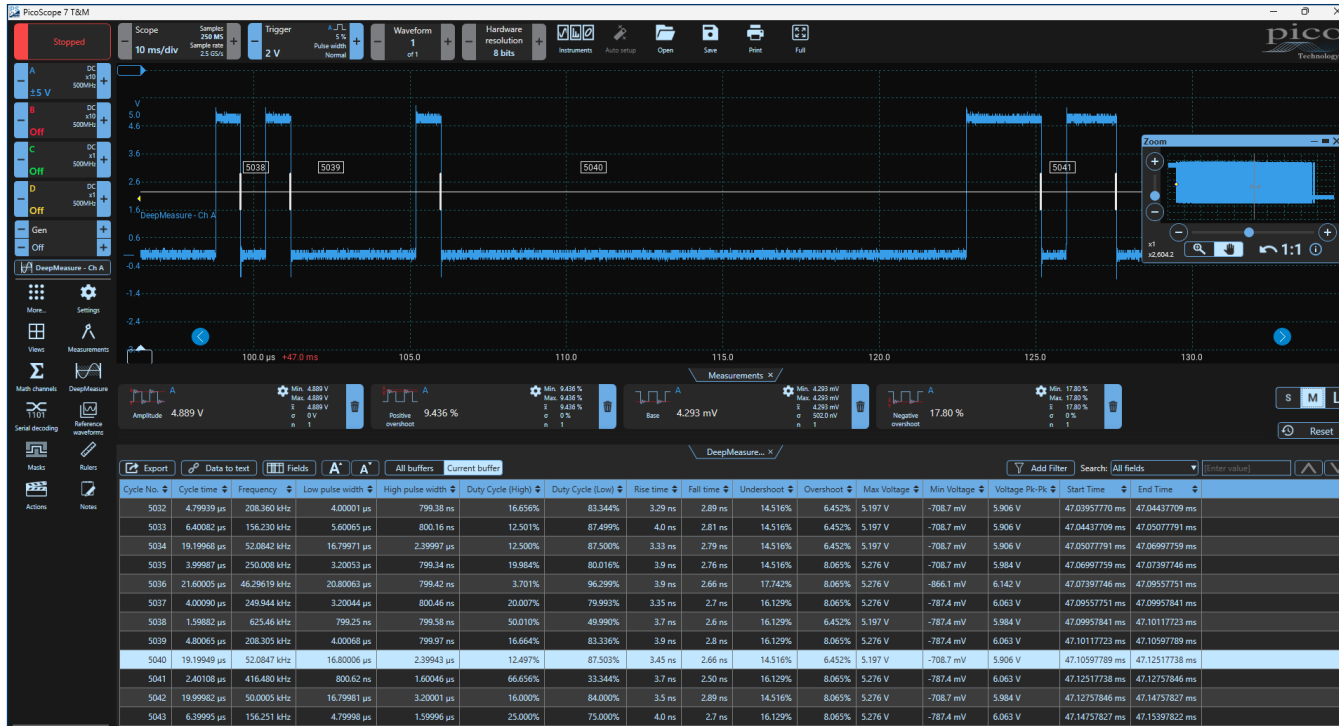 PicoScope 7 T&M
Stopped
Scope
10 ms/div
Samples
250 MS
Sample rate
2.5 GS/s
Trigger
2 V
A
5 %
Pulse width
Normal
Waveform
1
of 1
Hardware
resolution
8 bits
Instruments
Auto setup
Open
Save
Print
Full
pico
Technology
A
±5 V
DC
x10
500MHz
B
Off
DC
x10
500MHz
C
Off
DC
x1
500MHz
D
Off
DC
x1
500MHz
Gen
Off
DeepMeasure - Ch A
More...
Settings
Views
Measurements
Math channels
DeepMeasure
Serial decoding
Reference
waveforms
Masks
Rulers
Actions
Notes
V
5.0
4.6
3.6
2.6
1.6
0.6
-0.4
-1.4
-2.4
DeepMeasure - Ch A
5038
5039
5040
5041
100.0 µs
+47.0 ms
105.0
110.0
115.0
120.0
125.0
130.0
Zoom
x1
x2,604.2
1:1
Measurements ×
A
Amplitude
4.889 V
Min. 4.889 V
Max. 4.889 V
x̄ 4.889 V
σ 0 V
n 1
A
Positive
overshoot
9.436 %
Min. 9.436 %
Max. 9.436 %
x̄ 9.436 %
σ 0 %
n 1
A
Base
4.293 mV
Min. 4.293 mV
Max. 4.293 mV
x̄ 4.293 mV
σ 502.0 nV
n 1
A
Negative
overshoot
17.80 %
Min. 17.80 %
Max. 17.80 %
x̄ 17.80 %
σ 0 %
n 1
S M L
Reset
DeepMeasure... ×
Export Data to text Fields A A All buffers Current buffer Add Filter Search: All fields [Enter value]
Cycle No. Cycle time Frequency Low pulse width High pulse width Duty Cycle (High) Duty Cycle (Low) Rise time Fall time Undershoot Overshoot Max Voltage Min Voltage Voltage Pk-Pk Start Time End Time
5032 4.79939 µs 208.360 kHz 4.00001 µs 799.38 ns 16.656% 83.344% 3.29 ns 2.89 ns 14.516% 6.452% 5.197 V -708.7 mV 5.906 V 47.03957770 ms 47.04437709 ms
5033 6.40082 µs 156.230 kHz 5.60065 µs 800.16 ns 12.501% 87.499% 4.0 ns 2.81 ns 14.516% 6.452% 5.197 V -708.7 mV 5.906 V 47.04437709 ms 47.05077791 ms
5034 19.19968 µs 52.0842 kHz 16.79971 µs 2.39997 µs 12.500% 87.500% 3.33 ns 2.79 ns 14.516% 6.452% 5.197 V -708.7 mV 5.906 V 47.05077791 ms 47.06997759 ms
5035 3.99987 µs 250.008 kHz 3.20053 µs 799.34 ns 19.984% 80.016% 3.9 ns 2.76 ns 14.516% 8.065% 5.276 V -708.7 mV 5.984 V 47.06997759 ms 47.07397746 ms
5036 21.60005 µs 46.29619 kHz 20.80063 µs 799.42 ns 3.701% 96.299% 3.9 ns 2.66 ns 17.742% 8.065% 5.276 V -866.1 mV 6.142 V 47.07397746 ms 47.09557751 ms
5037 4.00090 µs 249.944 kHz 3.20044 µs 800.46 ns 20.007% 79.993% 3.35 ns 2.7 ns 16.129% 8.065% 5.276 V -787.4 mV 6.063 V 47.09557751 ms 47.09957841 ms
5038 1.59882 µs 625.46 kHz 799.25 ns 799.58 ns 50.010% 49.990% 3.7 ns 2.6 ns 16.129% 6.452% 5.197 V -787.4 mV 5.984 V 47.09957841 ms 47.10117723 ms
5039 4.80065 µs 208.305 kHz 4.00068 µs 799.97 ns 16.664% 83.336% 3.9 ns 2.8 ns 16.129% 8.065% 5.276 V -787.4 mV 6.063 V 47.10117723 ms 47.10597789 ms
5040 19.19949 µs 52.0847 kHz 16.80006 µs 2.39943 µs 12.497% 87.503% 3.45 ns 2.66 ns 14.516% 6.452% 5.197 V -708.7 mV 5.906 V 47.10597789 ms 47.12517738 ms
5041 2.40108 µs 416.480 kHz 800.62 ns 1.60046 µs 66.656% 33.344% 3.7 ns 2.50 ns 16.129% 8.065% 5.276 V -787.4 mV 6.063 V 47.12517738 ms 47.12757846 ms
5042 19.99982 µs 50.0005 kHz 16.79981 µs 3.20001 µs 16.000% 84.000% 3.5 ns 2.89 ns 16.129% 6.452% 5.197 V -787.4 mV 5.984 V 47.12757846 ms 47.14757827 ms
5043 6.39995 µs 156.251 kHz 4.79998 µs 1.59996 µs 25.000% 75.000% 4.0 ns 2.7 ns 16.129% 8.065% 5.276 V -787.4 mV 6.063 V 47.14757827 ms 47.15397822 ms